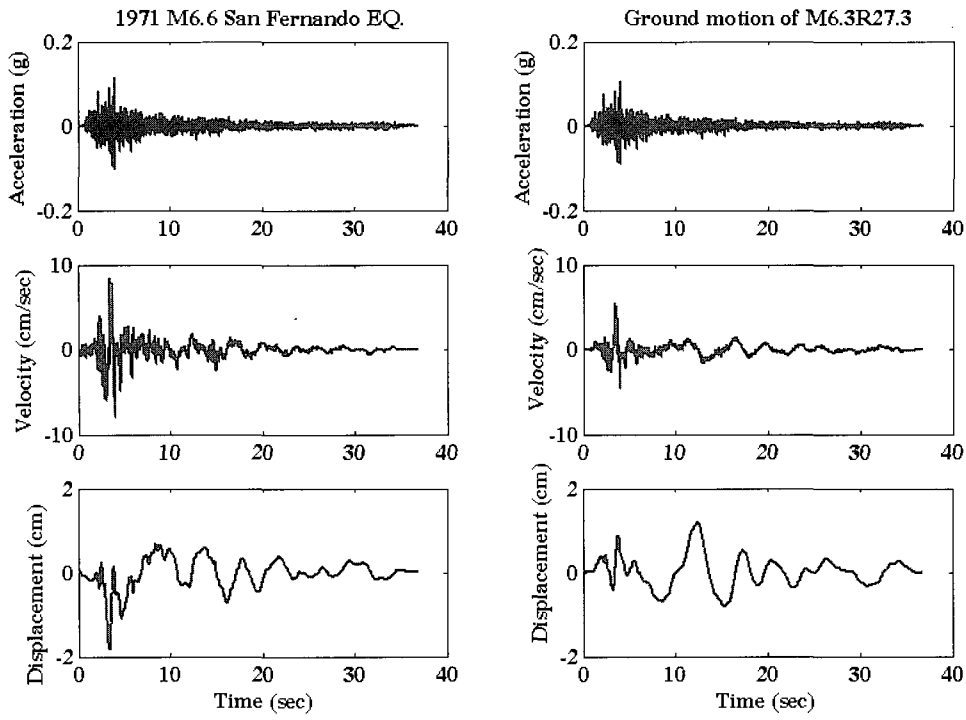 1971 M6.6 San Fernando EQ.
Acceleration (g)
0.2
0
-0.2
0 10 20 30 40
Velocity (cm/sec)
10
0
-10
0 10 20 30 40
Displacement (cm)
2
0
-2
0 10 20 30 40
Time (sec)
Ground motion of M6.3R27.3
Acceleration (g)
0.2
0
-0.2
0 10 20 30 40
Velocity (cm/sec)
10
0
-10
0 10 20 30 40
Displacement (cm)
2
0
-2
0 10 20 30 40
Time (sec)